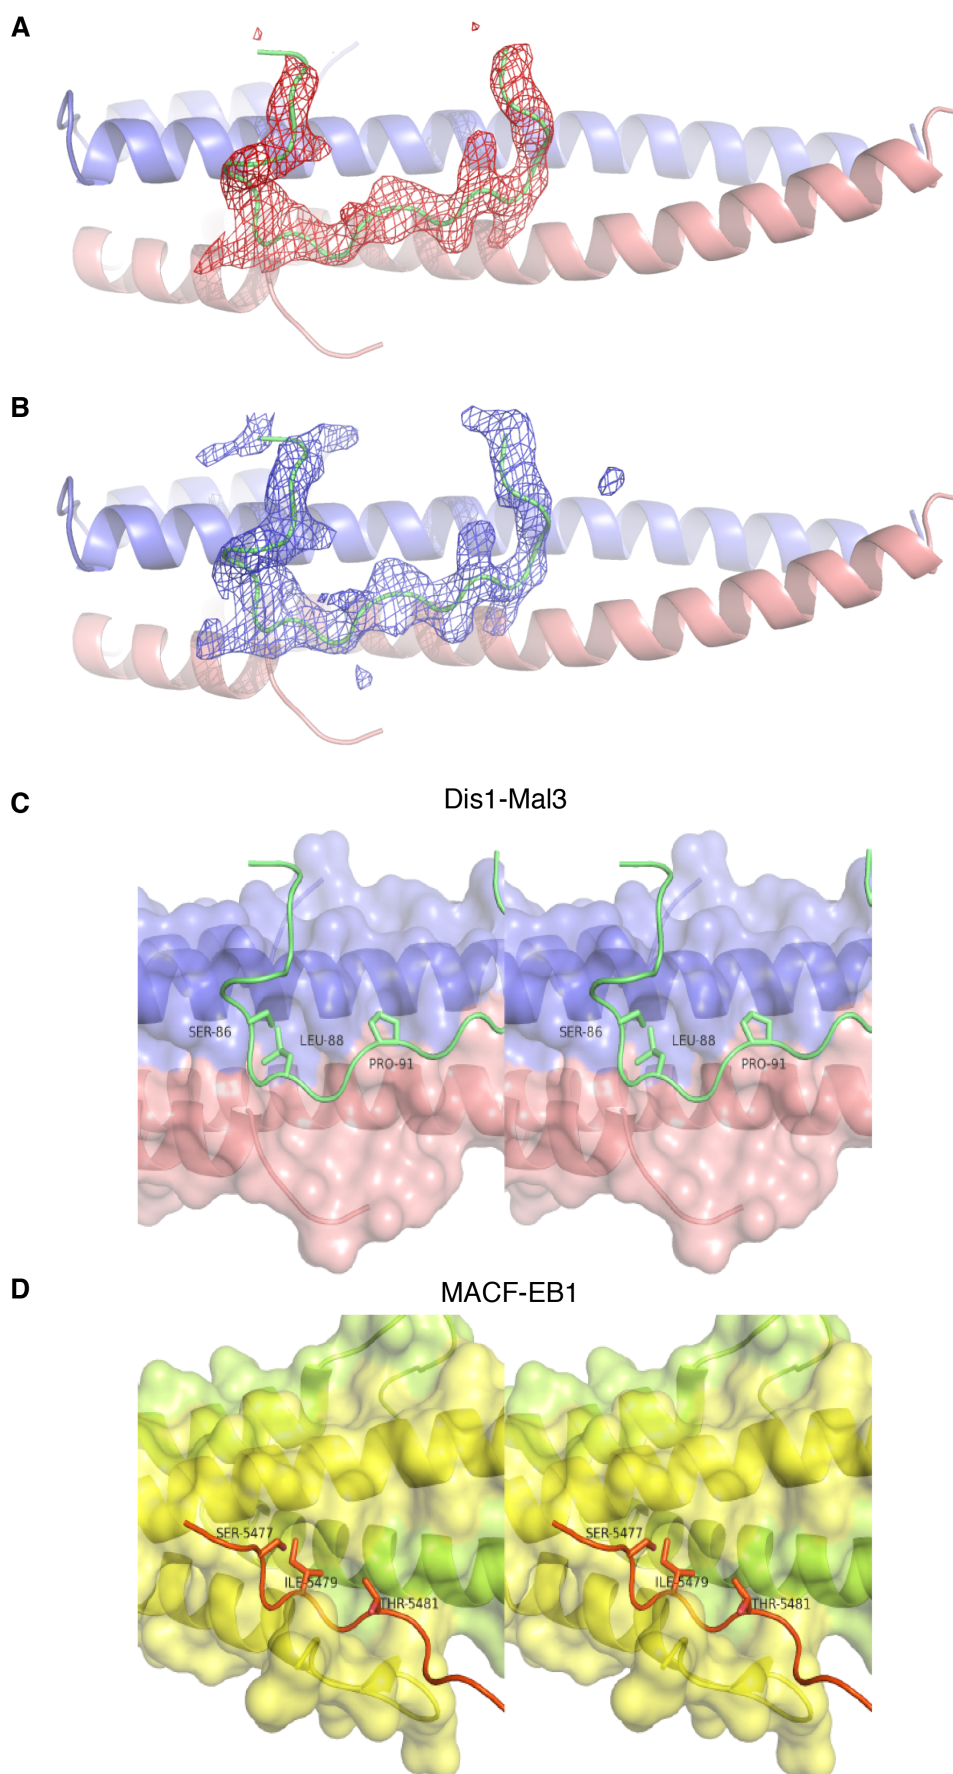 A
B
C
Dis1-Mal3
SER-86
LEU-88
PRO-91
SER-86
LEU-88
PRO-91
D
MACF-EB1
SER-5477
ILE-5479
THR-5481
SER-5477
ILE-5479
THR-5481